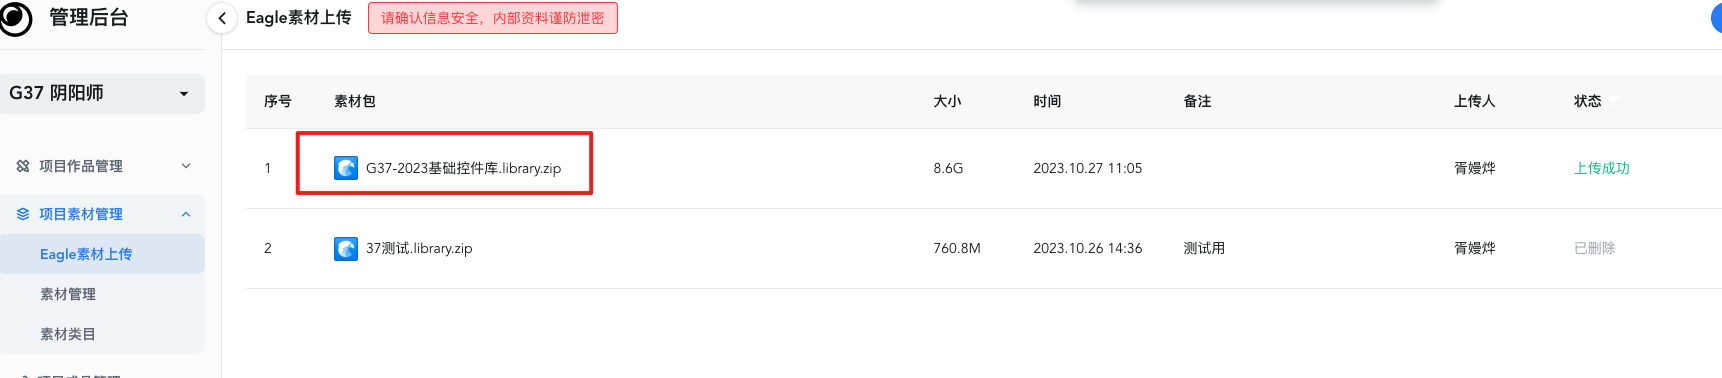 管理后台
Eagle素材上传
请确认信息安全，内部资料谨防泄密
G37 阴阳师
项目作品管理
项目素材管理
Eagle素材上传
素材管理
素材类目
序号 素材包 大小 时间 备注 上传人 状态
1 G37-2023基础控件库.library.zip 8.6G 2023.10.27 11:05 胥嫚烨 上传成功
2 37测试.library.zip 760.8M 2023.10.26 14:36 测试用 胥嫚烨 已删除